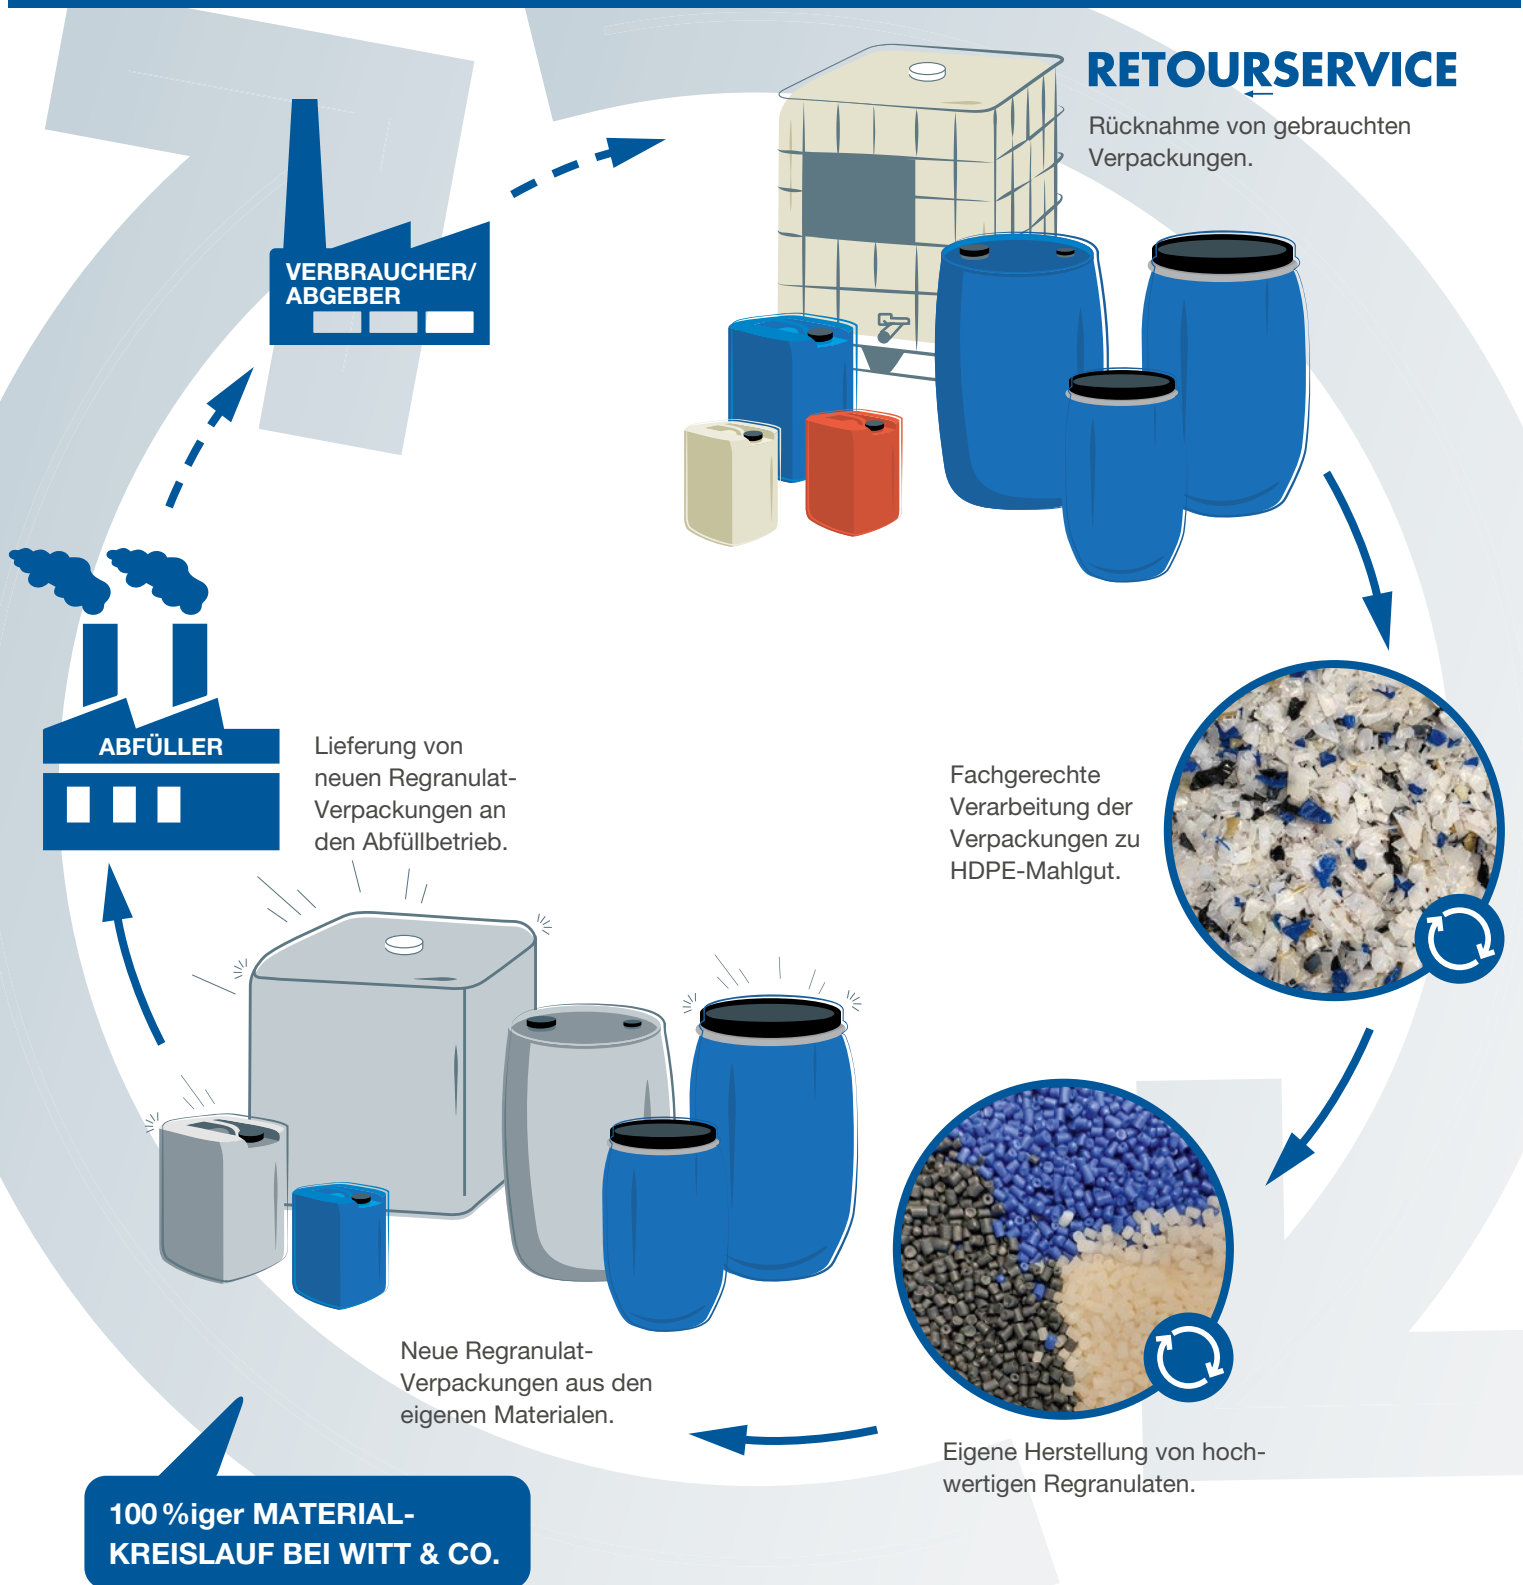 RETOURSERVICE
Rücknahme von gebrauchten
Verpackungen.
VERBRAUCHER/
ABGEBER
ABFÜLLER
Lieferung von
neuen Regranulat-
Verpackungen an
den Abfüllbetrieb.
Fachgerechte
Verarbeitung der
Verpackungen zu
HDPE-Mahlgut.
Neue Regranulat-
Verpackungen aus den
eigenen Materialen.
Eigene Herstellung von hoch-
wertigen Regranulaten.
100 %iger MATERIAL-
KREISLAUF BEI WITT & CO.